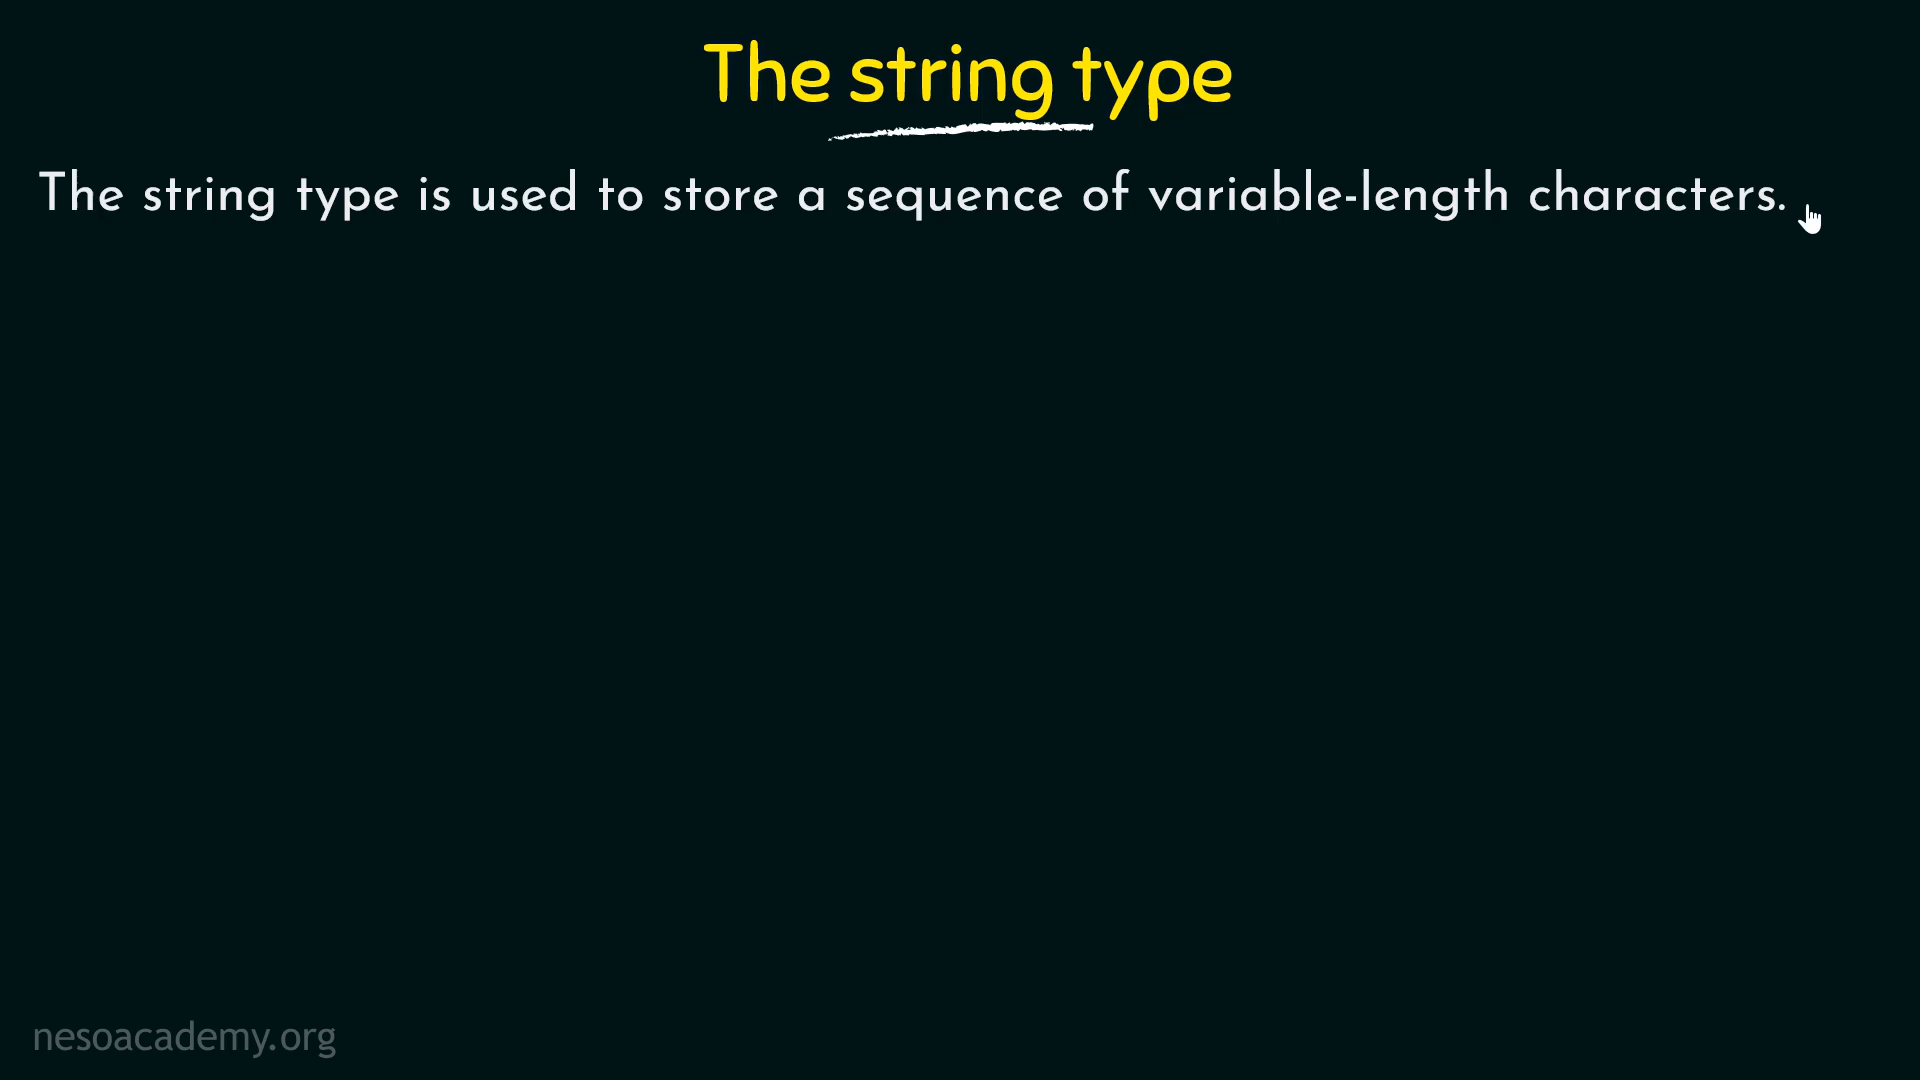 The string type
The string type is used to store a sequence of variable-length characters.
nesoacademy.org